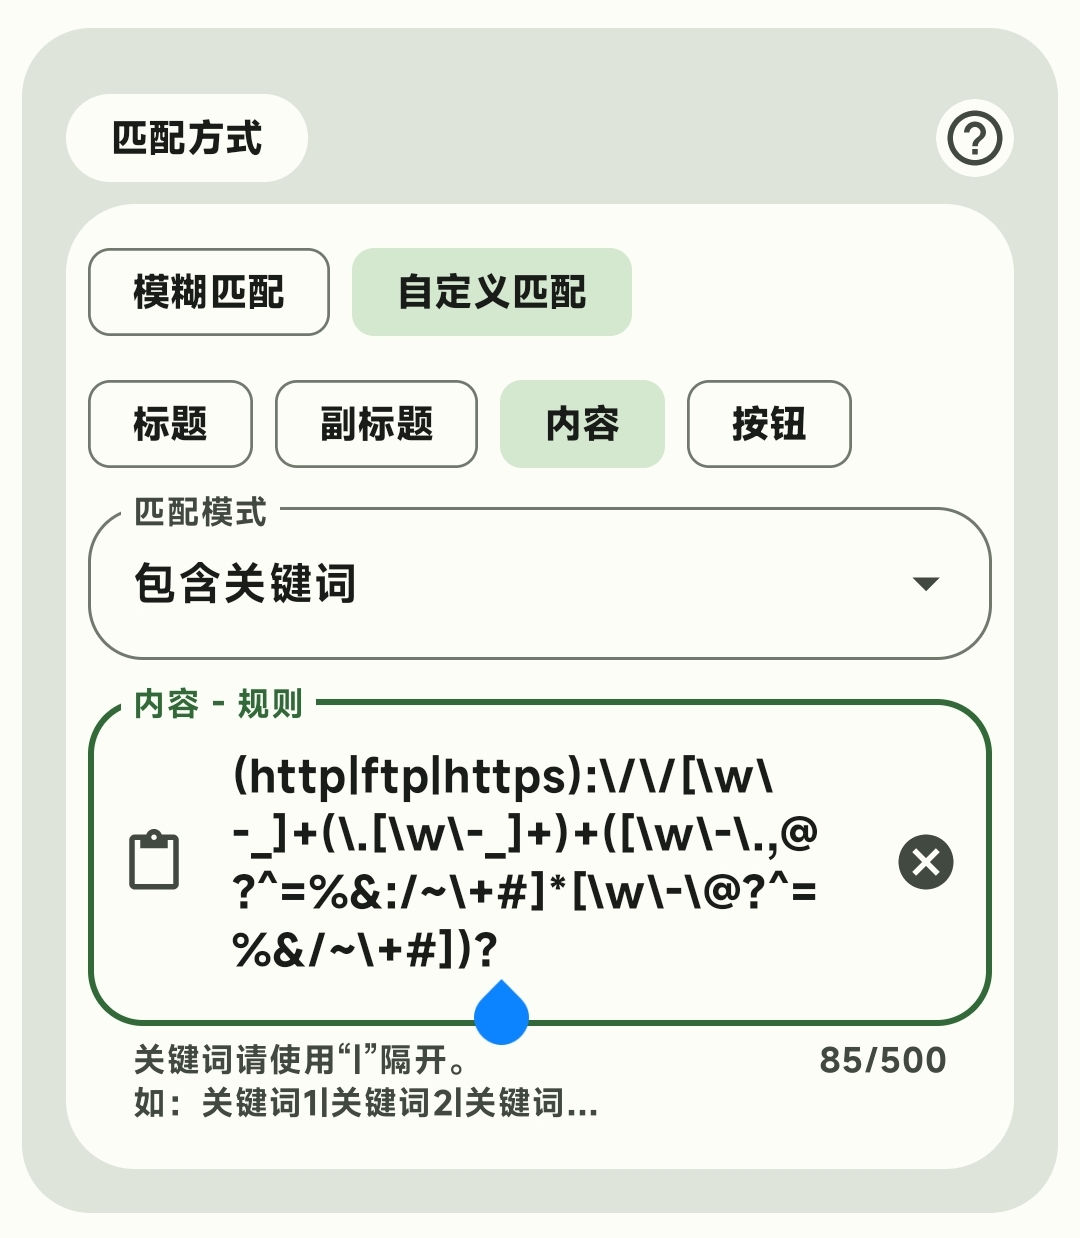 匹配方式
模糊匹配 自定义匹配
标题 副标题 内容 按钮
匹配模式
包含关键词
内容 - 规则
(http|ftp|https):\/\/[\w\
-_]+(\.[\w\-_]+)+([\w\-\.,@
?^=%&:/~\+#]*[\w\-\@?^=
%&/~\+#])?
关键词请使用“|”隔开。 85/500
如：关键词1|关键词2|关键词...